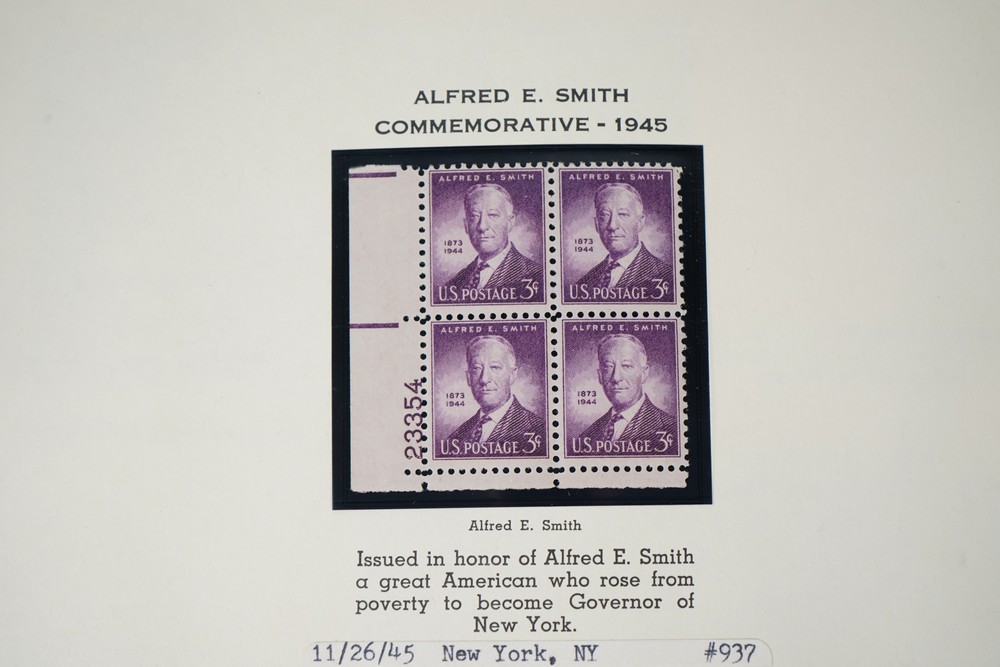 ALFRED E. SMITH
COMMEMORATIVE - 1945
ALFRED E. SMITH
1873
1944
U.S. POSTAGE 3¢
ALFRED E. SMITH
1873
1944
U.S. POSTAGE 3¢
ALFRED E. SMITH
1873
1944
U.S. POSTAGE 3¢
ALFRED E. SMITH
1873
1944
U.S. POSTAGE 3¢
23354
Alfred E. Smith
Issued in honor of Alfred E. Smith
a great American who rose from
poverty to become Governor of
New York.
11/26/45 New York, NY #937